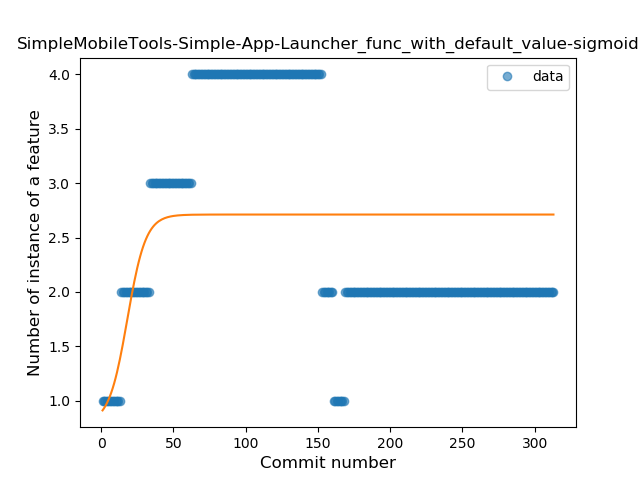 SimpleMobileTools-Simple-App-Launcher_func_with_default_value-sigmoid
data
Number of instance of a feature
4.0
3.5
3.0
2.5
2.0
1.5
1.0
0 50 100 150 200 250 300
Commit number